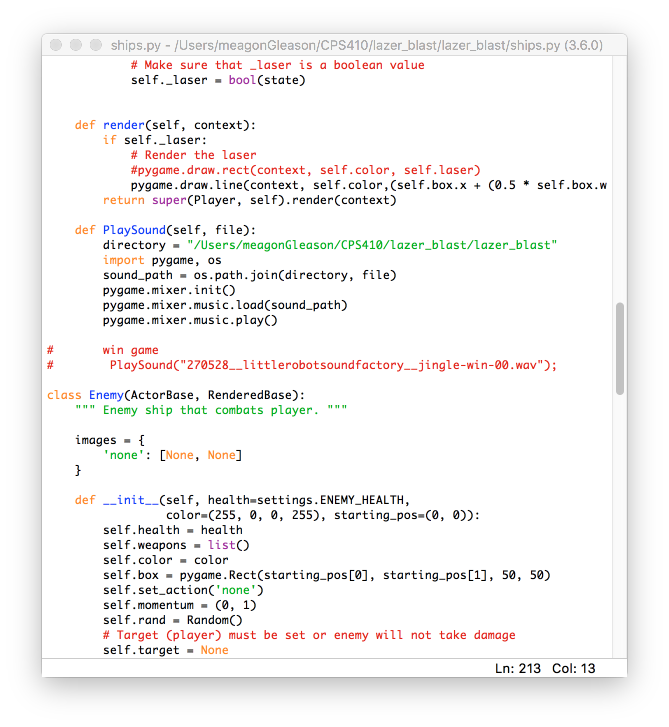 ships.py - /Users/meagonGleason/CPS410/lazer_blast/lazer_blast/ships.py (3.6.0)
            # Make sure that _laser is a boolean value
            self._laser = bool(state)
    def render(self, context):
        if self._laser:
            # Render the laser
            #pygame.draw.rect(context, self.color, self.laser)
            pygame.draw.line(context, self.color,(self.box.x + (0.5 * self.box.w
        return super(Player, self).render(context)
    def PlaySound(self, file):
        directory = "/Users/meagonGleason/CPS410/lazer_blast/lazer_blast"
        import pygame, os
        sound_path = os.path.join(directory, file)
        pygame.mixer.init()
        pygame.mixer.music.load(sound_path)
        pygame.mixer.music.play()
#       win game
#        PlaySound("270528__littlerobotsoundfactory__jingle-win-00.wav");
class Enemy(ActorBase, RenderedBase):
    """ Enemy ship that combats player. """
    images = {
        'none': [None, None]
    }
    def __init__(self, health=settings.ENEMY_HEALTH,
                 color=(255, 0, 0, 255), starting_pos=(0, 0)):
        self.health = health
        self.weapons = list()
        self.color = color
        self.box = pygame.Rect(starting_pos[0], starting_pos[1], 50, 50)
        self.set_action('none')
        self.momentum = (0, 1)
        self.rand = Random()
        # Target (player) must be set or enemy will not take damage
        self.target = None
Ln: 213 Col: 13